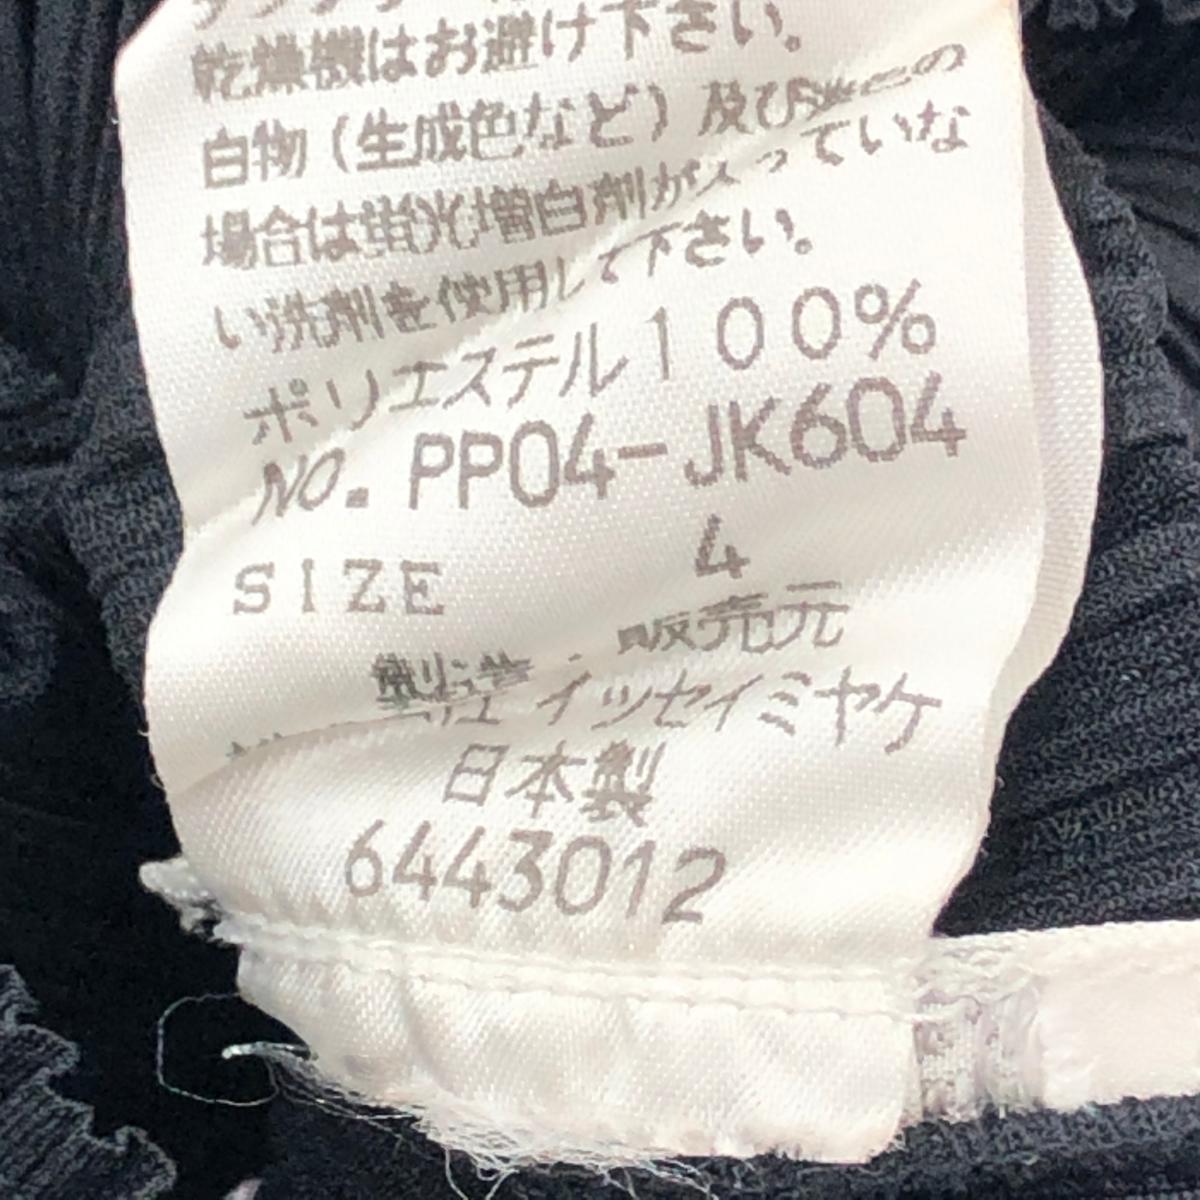 乾燥機はお避け下さい。
白物（生成色など）及び の
場合は蛍光増白剤が入っていな
い洗剤を使用して下さい。
ポリエステル100%
NO. PP04-JK604
SIZE 4
製造・販売元
イッセイミヤケ
日本製
6443012